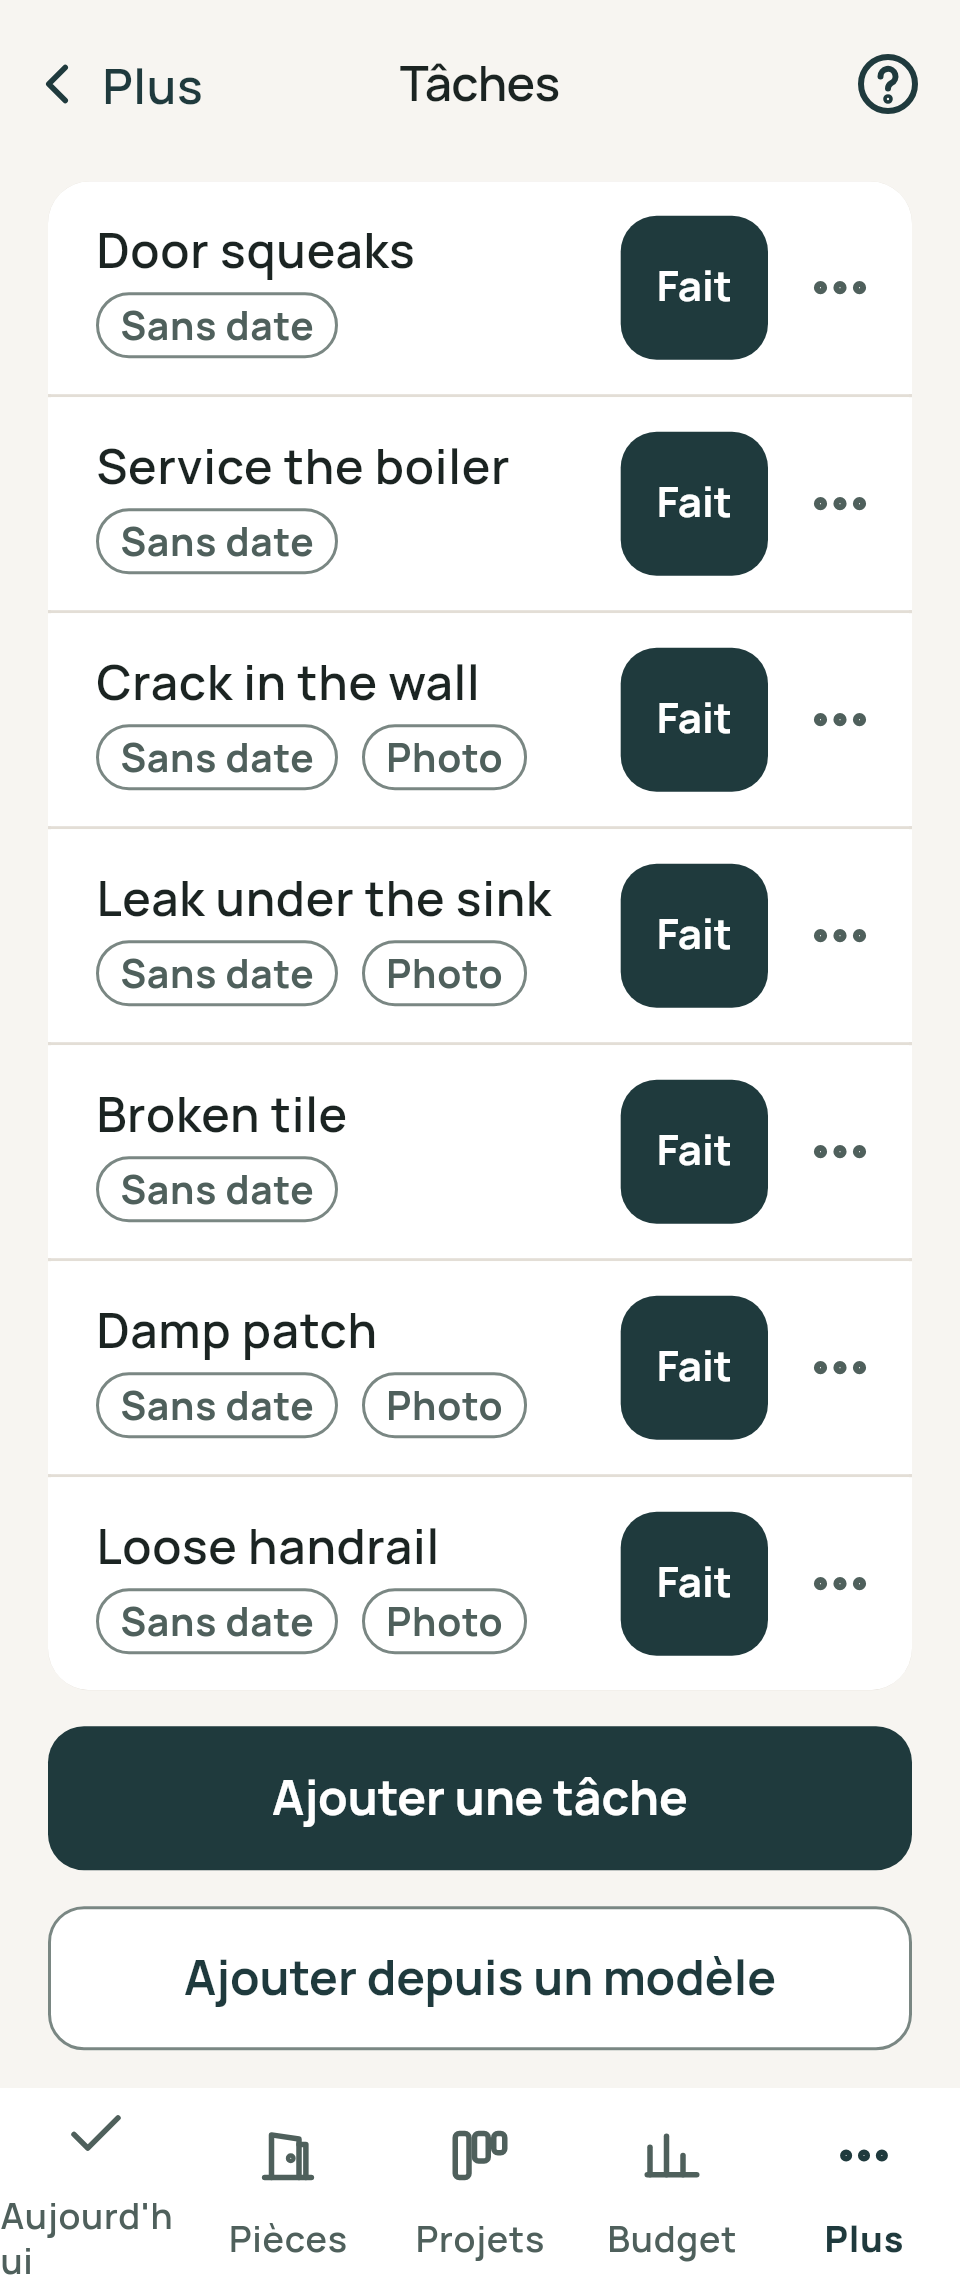 Plus
Tâches
Door squeaks
Sans date
Fait
Service the boiler
Sans date
Fait
Crack in the wall
Sans date
Photo
Fait
Leak under the sink
Sans date
Photo
Fait
Broken tile
Sans date
Fait
Damp patch
Sans date
Photo
Fait
Loose handrail
Sans date
Photo
Fait
Ajouter une tâche
Ajouter depuis un modèle
Aujourd'h
ui
Pièces
Projets
Budget
Plus